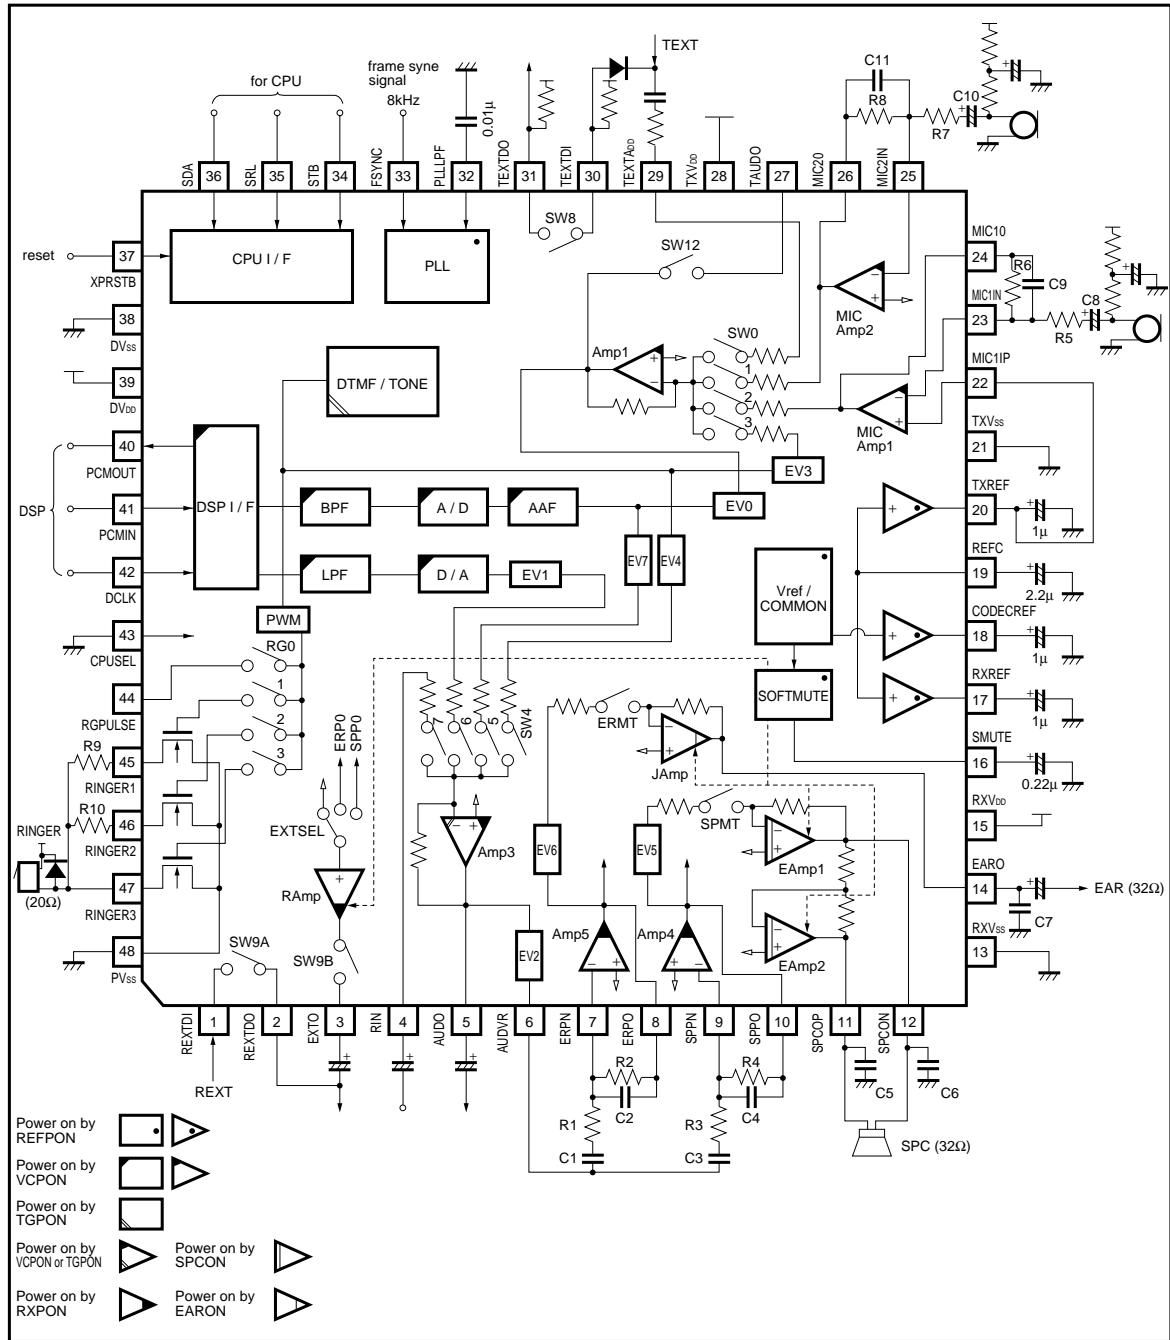 TEXT
for CPU
frame syne
signal
8kHz
0.01µ
C11
R8
C10
R7
SDA
SRL
STB
FSYNC
PLLLPF
TEXTDO
TEXTDI
TEXTADD
TXVDD
TAUDO
MIC20
MIC2IN
36
35
34
33
32
31
30
29
28
27
26
25
reset
37
XPRSTB
CPU I / F
PLL
SW8
SW12
MIC
Amp2
MIC10
24
R6
C9
MIC1IN
23
C8
R5
38
DVSS
39
DVDD
DTMF / TONE
Amp1
SW0
1
2
3
MIC
Amp1
MIC1IP
22
TXVSS
21
DSP
40
PCMOUT
41
PCMIN
42
DCLK
DSP I / F
BPF
A / D
AAF
EV0
EV3
LPF
D / A
EV1
EV7
EV4
TXREF
20
1µ
REFC
19
2.2µ
Vref /
COMMON
CODECREF
18
1µ
SOFTMUTE
RXREF
17
1µ
SMUTE
16
0.22µ
RXVDD
15
43
CPUSEL
PWM
RG0
1
2
3
44
RGPULSE
R9
45
RINGER1
R10
46
RINGER2
RINGER
(20Ω)
47
RINGER3
48
PVSS
7
6
5
SW4
ERP0
SPP0
EXTSEL
RAmp
Amp3
SW9A
SW9B
EV2
ERMT
JAmp
SPMT
EV6
EV5
EAmp1
Amp5
Amp4
EAmp2
EARO
14
EAR (32Ω)
C7
RXVSS
13
1
2
3
4
5
6
7
8
9
10
11
12
REXTDI
REXTDO
EXTO
RIN
AUDO
AUDVR
ERPN
ERPO
SPPN
SPPO
SPCOP
SPCON
REXT
R2
C2
R1
C1
R4
C4
R3
C3
C5
C6
SPC (32Ω)
Power on by
REFPON
Power on by
VCPON
Power on by
TGPON
Power on by
VCPON or TGPON
Power on by
SPCON
Power on by
RXPON
Power on by
EARON